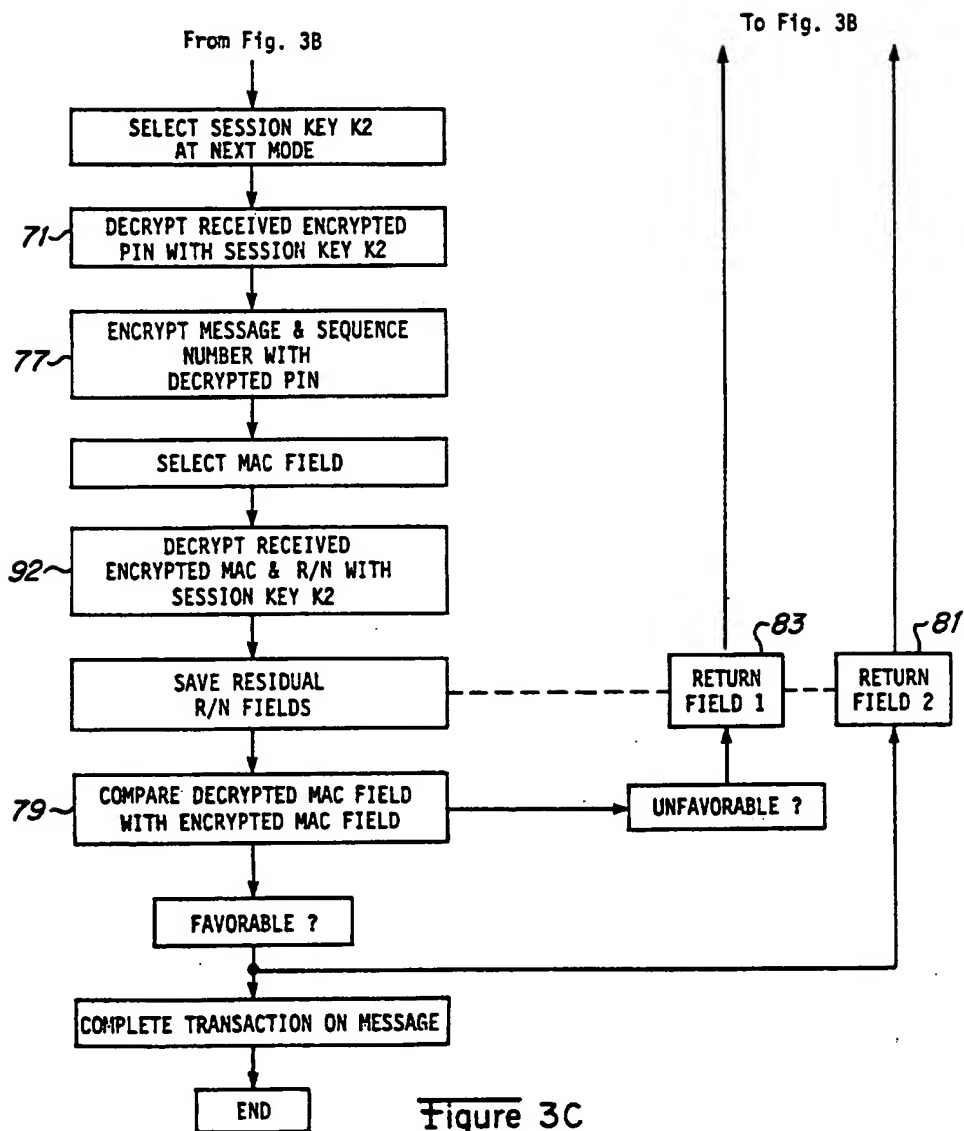 From Fig. 3B
To Fig. 3B
SELECT SESSION KEY K2
AT NEXT MODE
71
DECRYPT RECEIVED ENCRYPTED
PIN WITH SESSION KEY K2
77
ENCRYPT MESSAGE & SEQUENCE
NUMBER WITH
DECRYPTED PIN
SELECT MAC FIELD
92
DECRYPT RECEIVED
ENCRYPTED MAC & R/N WITH
SESSION KEY K2
SAVE RESIDUAL
R/N FIELDS
83
RETURN
FIELD 1
81
RETURN
FIELD 2
79
COMPARE DECRYPTED MAC FIELD
WITH ENCRYPTED MAC FIELD
UNFAVORABLE ?
FAVORABLE ?
COMPLETE TRANSACTION ON MESSAGE
END
Figure 3C